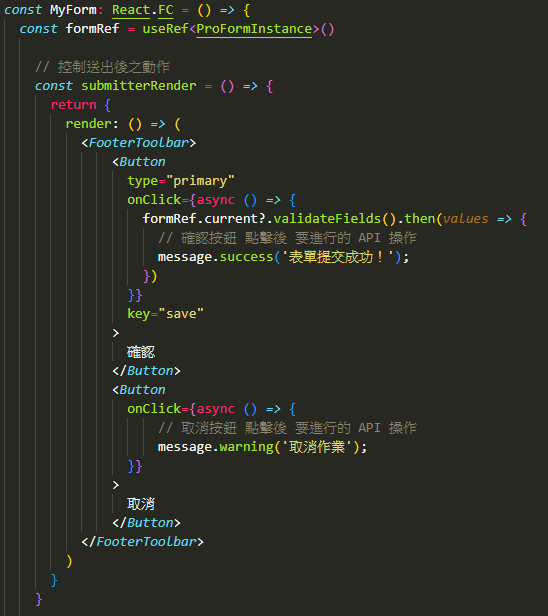 const MyForm: React.FC = () => {
  const formRef = useRef<ProFormInstance>()

    // 控制送出後之動作
    const submitterRender = () => {
      return {
        render: () => (
          <FooterToolbar>
              <Button
                type="primary"
                onClick={async () => {
                  formRef.current?.validateFields().then(values => {
                    // 確認按鈕 點擊後 要進行的 API 操作
                    message.success('表單提交成功！');
                  })
                }}
                key="save"
              >
                確認
              </Button>
              <Button
                onClick={async () => {
                    // 取消按鈕 點擊後 要進行的 API 操作
                    message.warning('取消作業');
                }}
              >
                取消
              </Button>
          </FooterToolbar>
        )
      }
    }